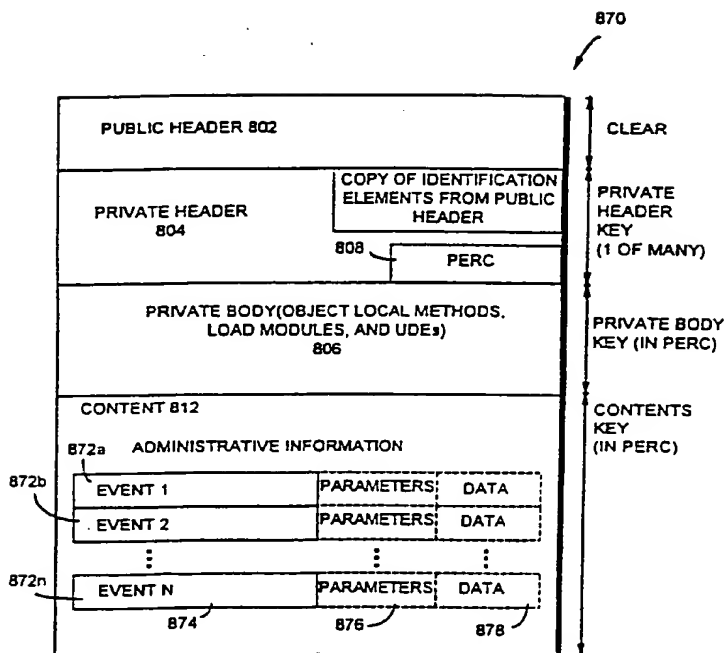 870
PUBLIC HEADER 802
CLEAR
COPY OF IDENTIFICATION
ELEMENTS FROM PUBLIC
HEADER
PRIVATE HEADER
804
808
PERC
PRIVATE
HEADER
KEY
(1 OF MANY)
PRIVATE BODY(OBJECT LOCAL METHODS,
LOAD MODULES, AND UDEs)
806
PRIVATE BODY
KEY (IN PERC)
CONTENT 812
CONTENTS
KEY
(IN PERC)
ADMINISTRATIVE INFORMATION
872a
EVENT 1 PARAMETERS DATA
872b
EVENT 2 PARAMETERS DATA
872n
EVENT N PARAMETERS DATA
874 876 878